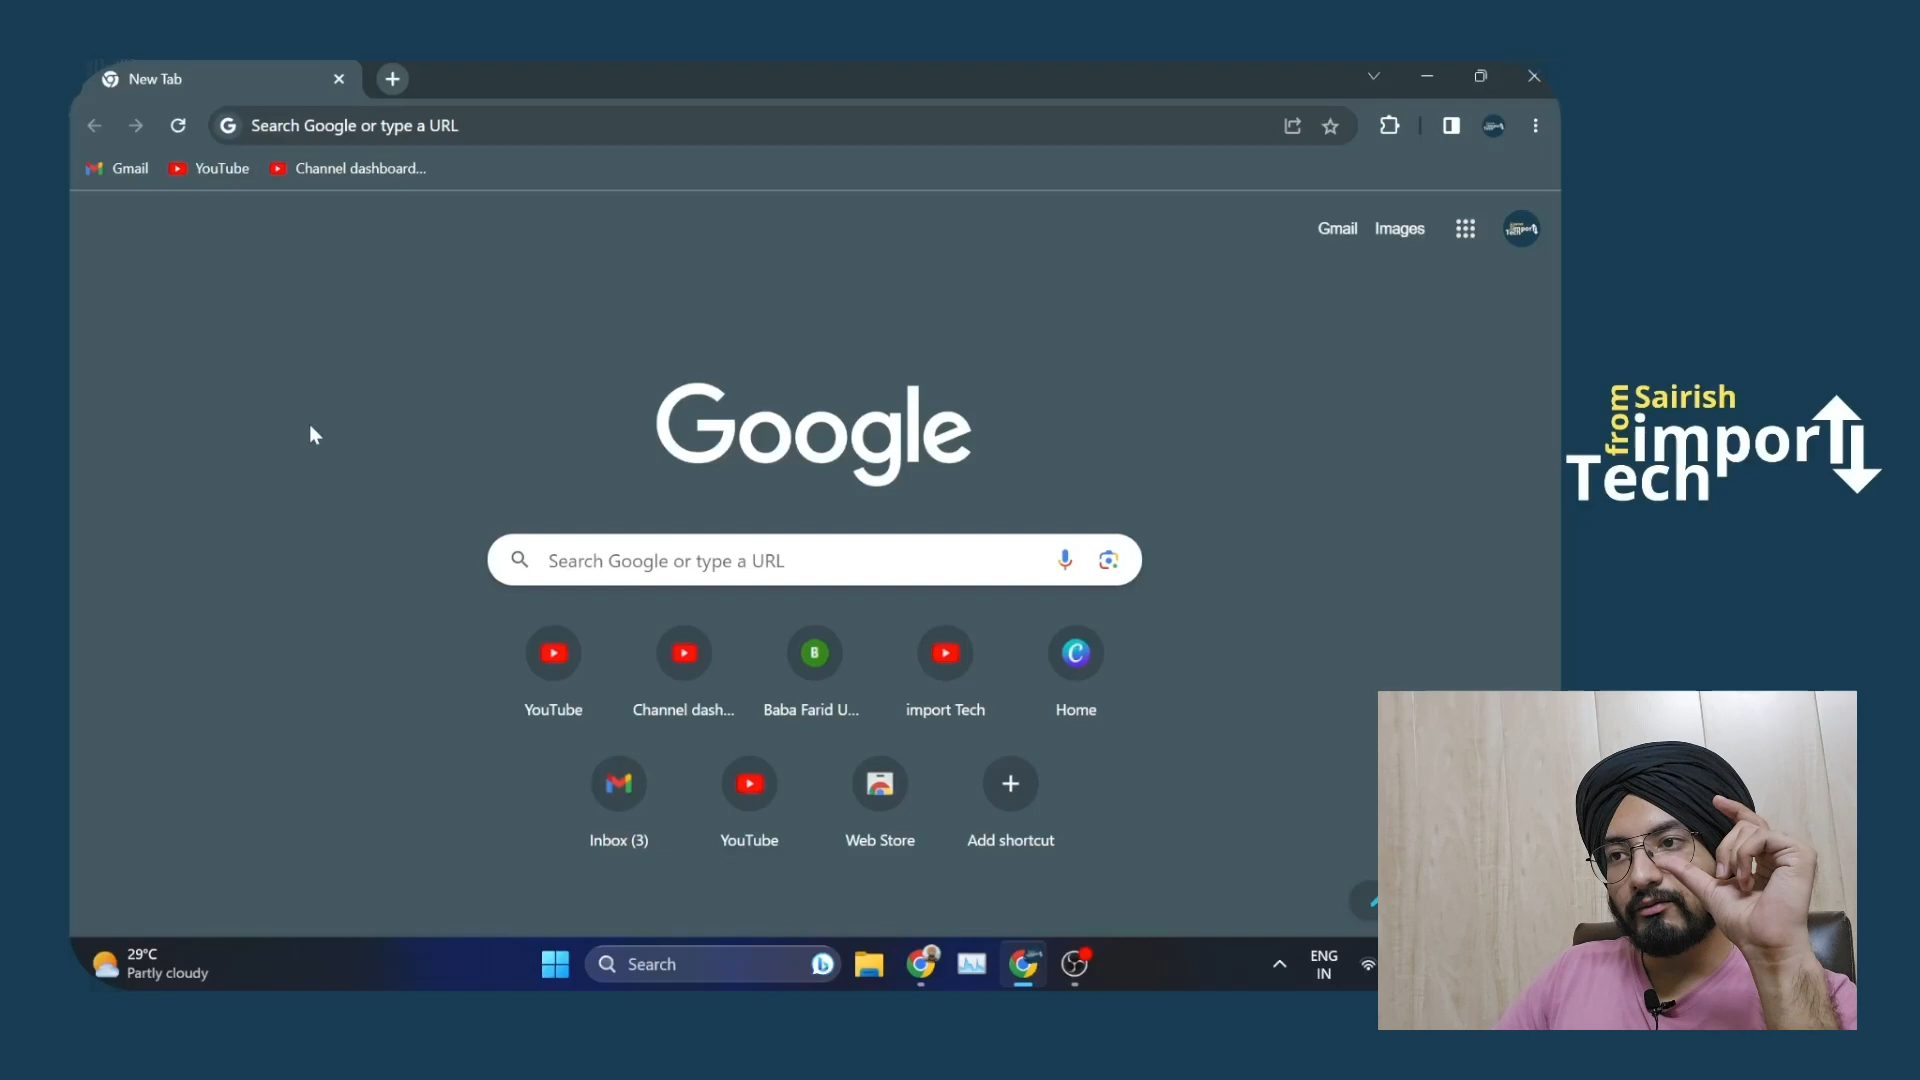 New Tab
Search Google or type a URL
Gmail YouTube Channel dashboard...
Gmail Images
Google
from Sairish
import
Tech
Search Google or type a URL
B
YouTube Channel dash... Baba Farid U... import Tech Home
Inbox (3) YouTube Web Store Add shortcut
29°C
Partly cloudy
Search
ENG
IN